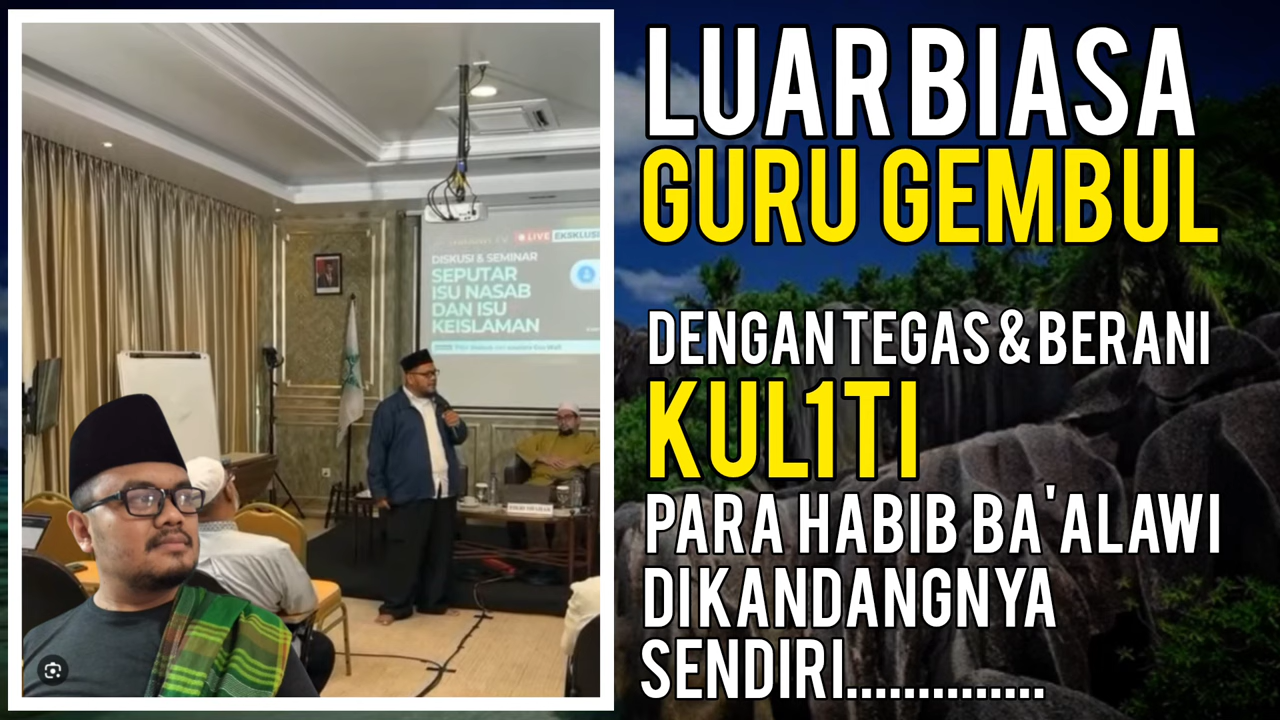 LIVE EKSKLUSI
DISKUSI & SEMINAR
SEPUTAR
ISU NASAB
DAN ISU
KEISLAMAN
LUAR BIASA
GURU GEMBUL
DENGAN TEGAS & BERANI
KUL1TI
PARA HABIB BA'ALAWI
DIKANDANGNYA
SENDIRI..............